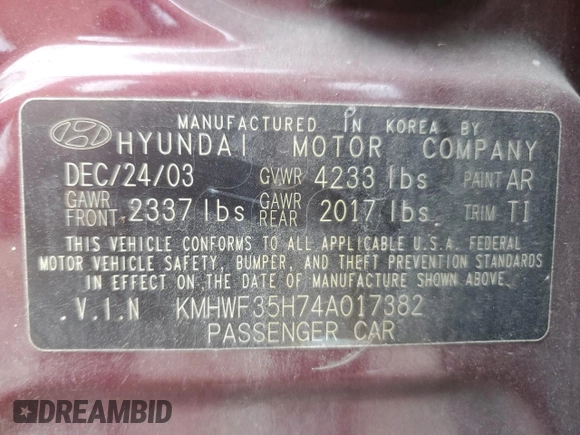 MANUFACTURED IN KOREA BY
HYUNDAI MOTOR COMPANY
DEC/24/03 GVWR 4233 lbs PAINT AR
GAWR FRONT 2337 lbs GAWR REAR 2017 lbs TRIM TI
THIS VEHICLE CONFORMS TO ALL APPLICABLE U.S.A. FEDERAL
MOTOR VEHICLE SAFETY, BUMPER, AND THEFT PREVENTION STANDARDS
IN EFFECT ON THE DATE OF MANUFACTURE SHOWN ABOVE.
.V.I.N KMHWF35H74A017382
PASSENGER CAR
DREAMBID